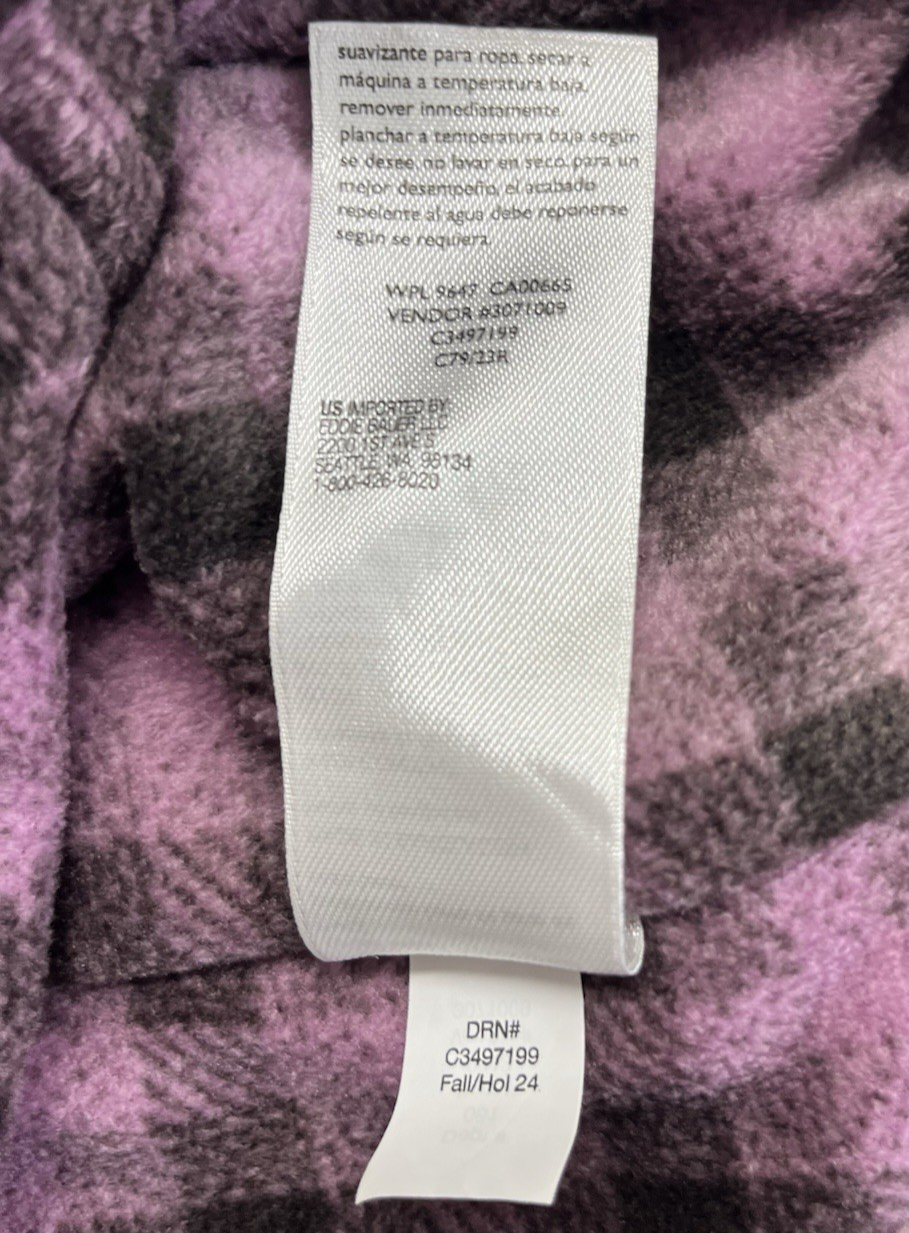 suavizante para ropa. secar a
máquina a temperatura baja.
remover inmediatamente.
planchar a temperatura baja según
se desee. no lavar en seco. para un
mejor desempeño, el acabado
repelente al agua debe reponerse
según se requiera.
WPL 9647 CA00665
VENDOR #3071009
C3497199
C79/23R
US IMPORTED BY:
EDDIE BAUER LLC
2200 1ST AVE S
SEATTLE, WA 98134
1-800-426-8020
DRN#
C3497199
Fall/Hol 24